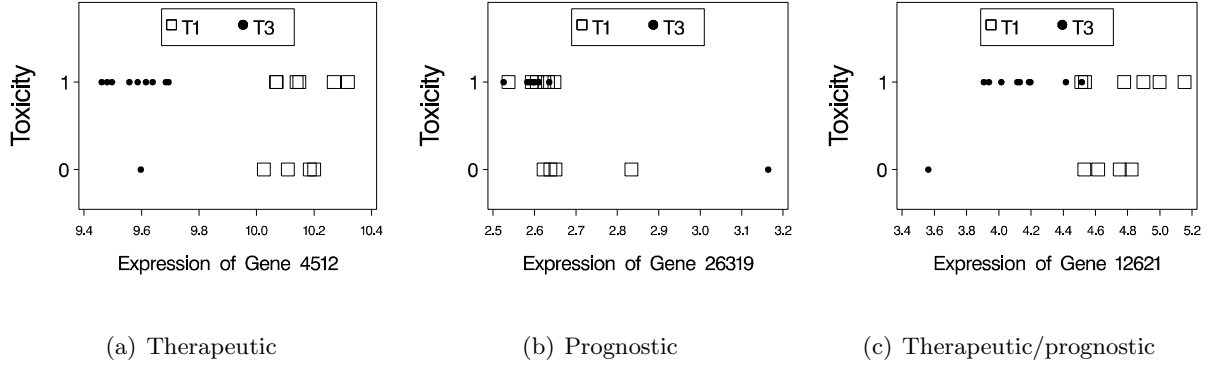 T1 T3
Toxicity
1
0
9.4 9.6 9.8 10.0 10.2 10.4
Expression of Gene 4512
(a) Therapeutic
T1 T3
Toxicity
1
0
2.5 2.6 2.7 2.8 2.9 3.0 3.1 3.2
Expression of Gene 26319
(b) Prognostic
T1 T3
Toxicity
1
0
3.4 3.6 3.8 4.0 4.2 4.4 4.6 4.8 5.0 5.2
Expression of Gene 12621
(c) Therapeutic/prognostic